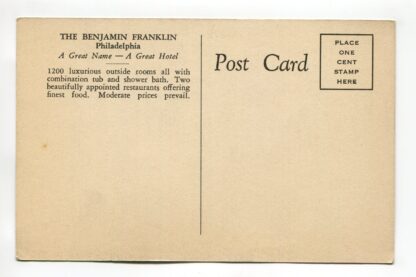 THE BENJAMIN FRANKLIN
Philadelphia
A Great Name — A Great Hotel
1200 luxurious outside rooms all with
combination tub and shower bath. Two
beautifully appointed restaurants offering
finest food. Moderate prices prevail.
Post Card
PLACE
ONE
CENT
STAMP
HERE